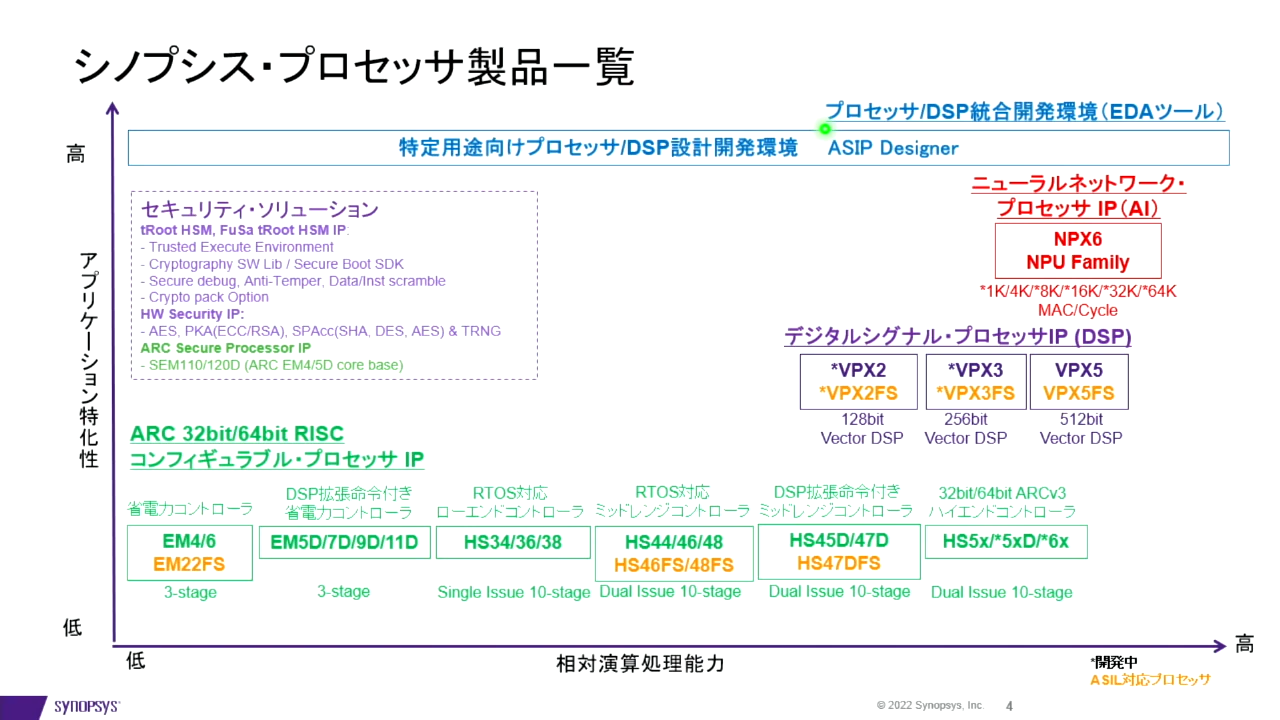 シノプシス・プロセッサ製品一覧
プロセッサ/DSP統合開発環境(EDAツール)
高
特定用途向けプロセッサ/DSP設計開発環境 ASIP Designer
ニューラルネットワーク・
プロセッサ IP(AI)
NPX6
NPU Family
*1K/4K/*8K/*16K/*32K/*64K
MAC/Cycle
セキュリティ・ソリューション
tRoot HSM, FuSa tRoot HSM IP:
- Trusted Execute Environment
- Cryptography SW Lib / Secure Boot SDK
- Secure debug, Anti-Temper, Data/Inst scramble
- Crypto pack Option
HW Security IP:
- AES, PKA(ECC/RSA), SPAcc(SHA, DES, AES) & TRNG
ARC Secure Processor IP
- SEM110/120D (ARC EM4/5D core base)
アプリケーション特化性
デジタルシグナル・プロセッサIP (DSP)
*VPX2
*VPX2FS
128bit
Vector DSP
*VPX3
*VPX3FS
256bit
Vector DSP
VPX5
VPX5FS
512bit
Vector DSP
ARC 32bit/64bit RISC
コンフィギュラブル・プロセッサ IP
省電力コントローラ
EM4/6
EM22FS
3-stage
DSP拡張命令付き
省電力コントローラ
EM5D/7D/9D/11D
3-stage
RTOS対応
ローエンドコントローラ
HS34/36/38
Single Issue 10-stage
RTOS対応
ミッドレンジコントローラ
HS44/46/48
HS46FS/48FS
Dual Issue 10-stage
DSP拡張命令付き
ミッドレンジコントローラ
HS45D/47D
HS47DFS
Dual Issue 10-stage
32bit/64bit ARCv3
ハイエンドコントローラ
HS5x/*5xD/*6x
Dual Issue 10-stage
低
低
相対演算処理能力
高
*開発中
ASIL対応プロセッサ
SYNOPSYS
© 2022 Synopsys, Inc.
4